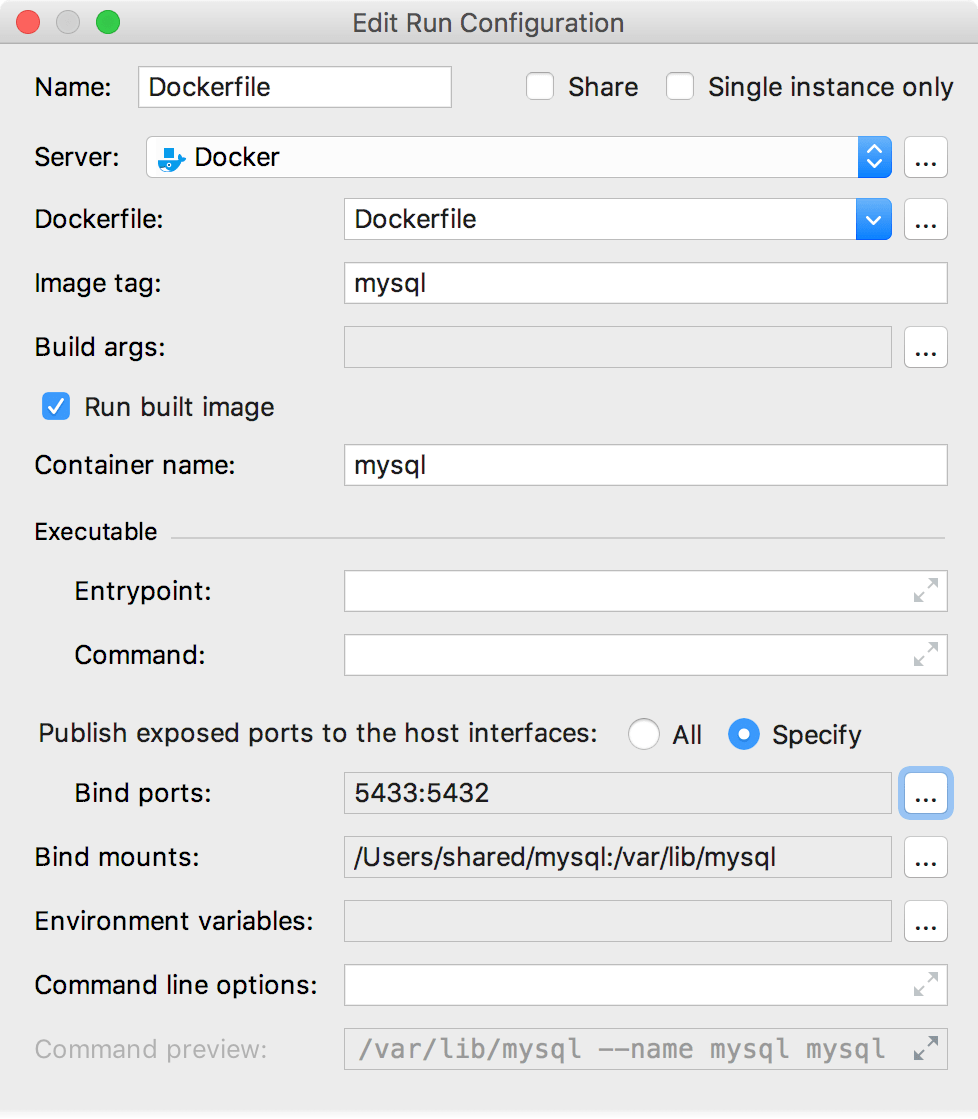 Edit Run Configuration
Name: Dockerfile Share Single instance only
Server: Docker ...
Dockerfile: Dockerfile ...
Image tag: mysql
Build args: ...
Run built image
Container name: mysql
Executable
Entrypoint:
Command:
Publish exposed ports to the host interfaces: All Specify
Bind ports: 5433:5432 ...
Bind mounts: /Users/shared/mysql:/var/lib/mysql ...
Environment variables: ...
Command line options:
Command preview: /var/lib/mysql --name mysql mysql